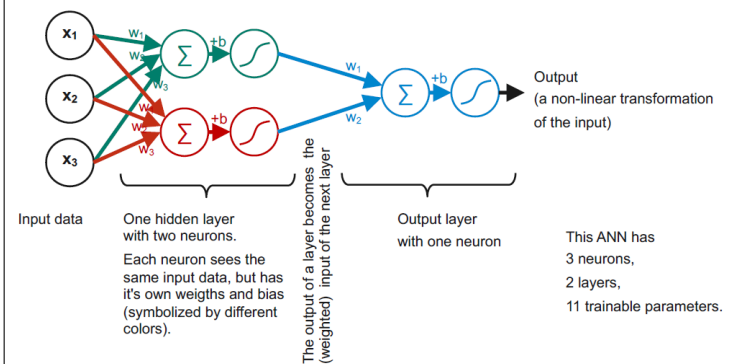 x1
x2
x3
w1
w2
w3
w1
w2
w3
Σ
+b
Σ
+b
w1
w2
Σ
+b
Output
(a non-linear transformation
of the input)
Input data
One hidden layer
with two neurons.
Each neuron sees the
same input data, but has
it's own weigths and bias
(symbolized by different
colors).
The output of a layer becomes the
(weighted) input of the next layer
Output layer
with one neuron
This ANN has
3 neurons,
2 layers,
11 trainable parameters.